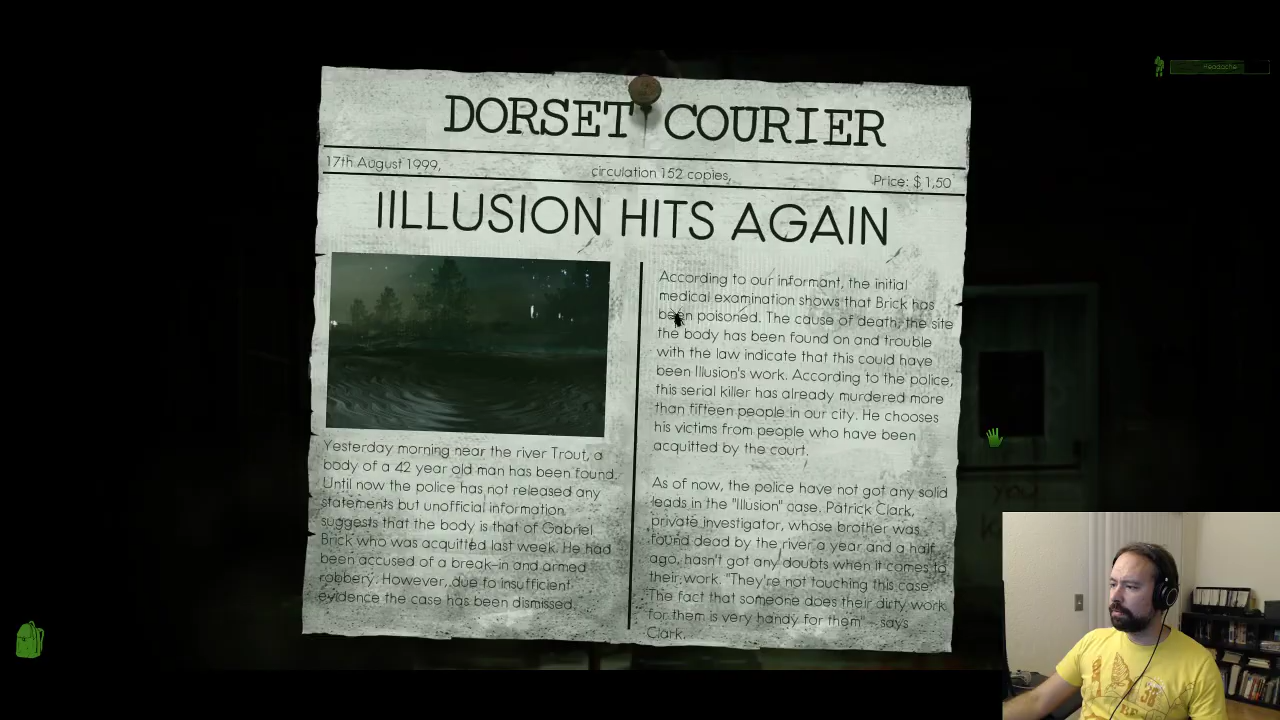 Headache
DORSET COURIER
17th August 1999, circulation 152 copies, Price: $ 1,50
IILLUSION HITS AGAIN
Yesterday morning near the river Trout, a
body of a 42 year old man has been found.
Until now the police has not released any
statements but unofficial information
suggests that the body is that of Gabriel
Brick who was acquitted last week. He had
been accused of a break-in and armed
robbery. However, due to insufficient
evidence the case has been dismissed.
According to our informant, the initial
medical examination shows that Brick has
been poisoned. The cause of death, the site
the body has been found on and trouble
with the law indicate that this could have
been Illusion's work. According to the police,
this serial killer has already murdered more
than fifteen people in our city. He chooses
his victims from people who have been
acquitted by the court.
As of now, the police have not got any solid
leads in the "Illusion" case. Patrick Clark,
private investigator, whose brother was
found dead by the river a year and a half
ago, hasn't got any doubts when it comes to
their work. "They're not touching this case.
"The fact that someone does their dirty work
for them is very handy for them" - says
Clark.
you